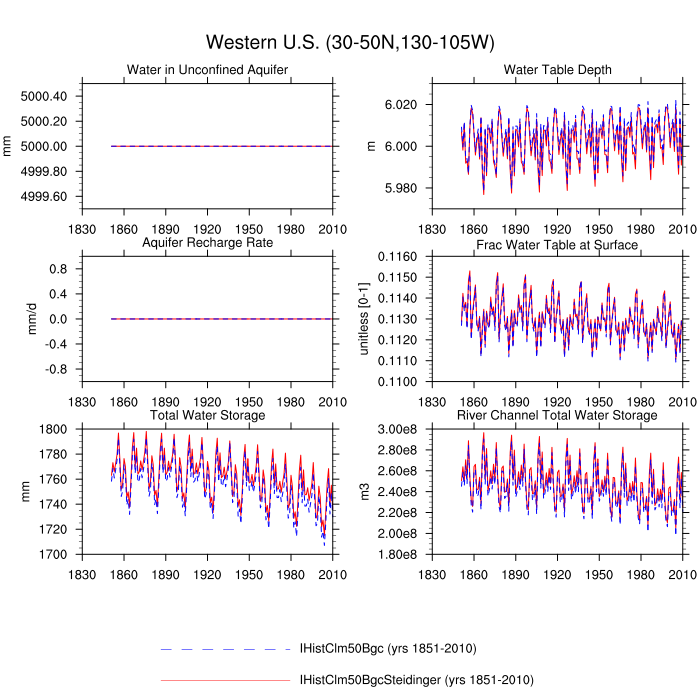 Western U.S. (30-50N,130-105W)
Water in Unconfined Aquifer
5000.40
5000.20
5000.00
4999.80
4999.60
mm
1830 1860 1890 1920 1950 1980 2010
Water Table Depth
6.020
6.000
5.980
m
1830 1860 1890 1920 1950 1980 2010
Aquifer Recharge Rate
0.8
0.4
0.0
-0.4
-0.8
mm/d
1830 1860 1890 1920 1950 1980 2010
Frac Water Table at Surface
0.1160
0.1150
0.1140
0.1130
0.1120
0.1110
0.1100
unitless [0-1]
1830 1860 1890 1920 1950 1980 2010
Total Water Storage
1800
1780
1760
1740
1720
1700
mm
1830 1860 1890 1920 1950 1980 2010
River Channel Total Water Storage
3.00e8
2.80e8
2.60e8
2.40e8
2.20e8
2.00e8
1.80e8
m3
1830 1860 1890 1920 1950 1980 2010
IHistClm50Bgc (yrs 1851-2010)
IHistClm50BgcSteidinger (yrs 1851-2010)